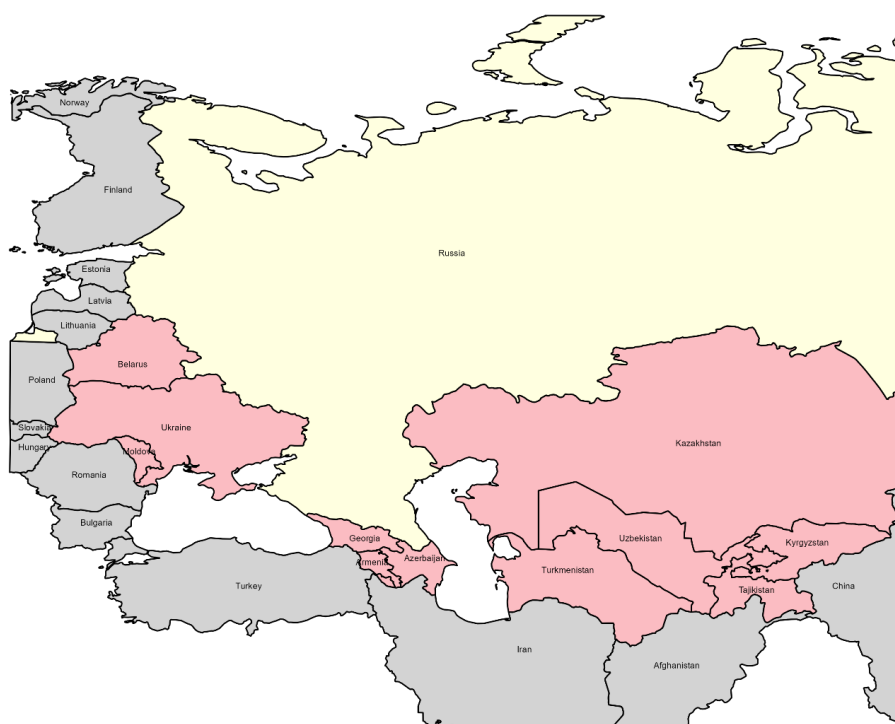 Norway
Finland
Russia
Estonia
Latvia
Lithuania
Belarus
Poland
Slovakia
Ukraine
Kazakhstan
Hungar
Moldova
Romania
Bulgaria
Georgia
Uzbekistan
Kyrgyzstan
Armenia
Azerbaijan
Turkmenistan
Turkey
Tajikistan
China
Iran
Afghanistan